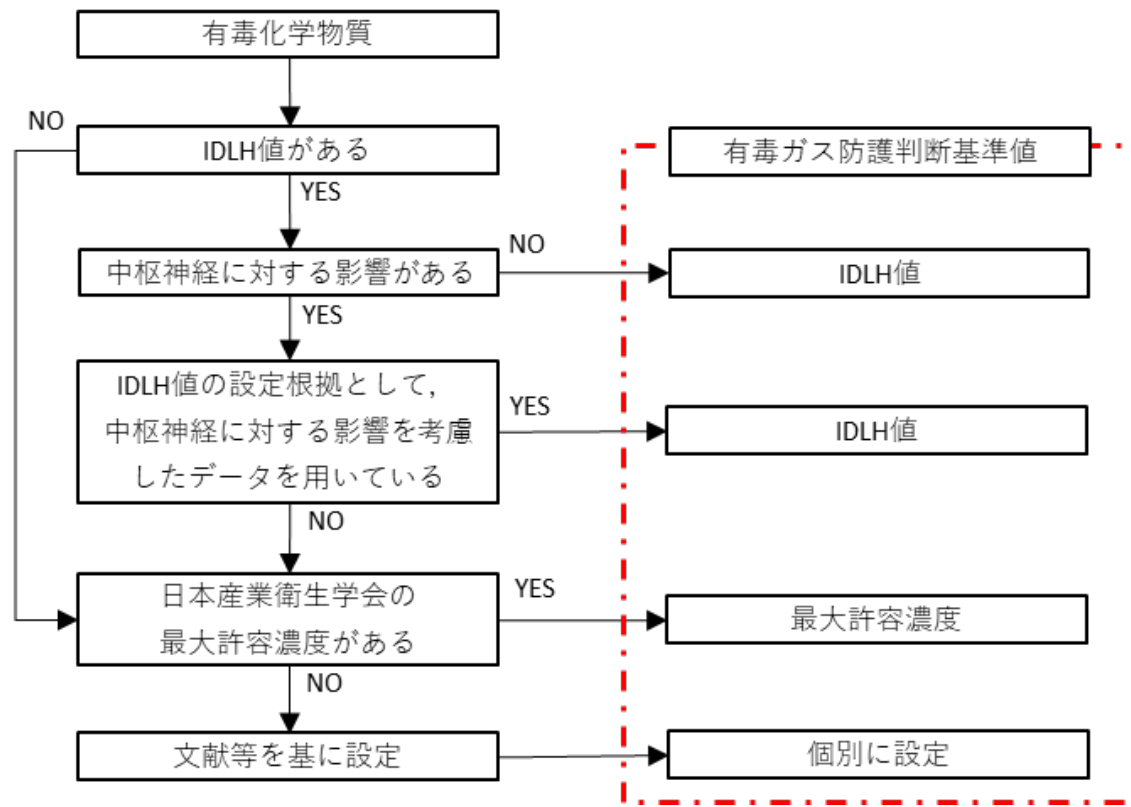 有毒化学物質
NO
IDLH値がある
有毒ガス防護判断基準値
YES
中枢神経に対する影響がある
NO
IDLH値
YES
IDLH値の設定根拠として，
中枢神経に対する影響を考慮
したデータを用いている
YES
IDLH値
NO
日本産業衛生学会の
最大許容濃度がある
YES
最大許容濃度
NO
文献等を基に設定
個別に設定